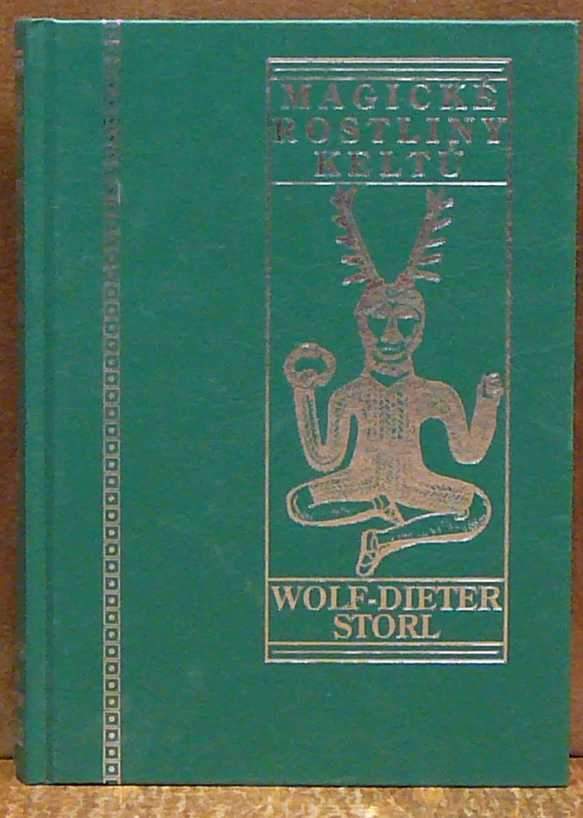 MAGICKÉ
ROSTLINY
KELTŮ
WOLF-DIETER
STORL